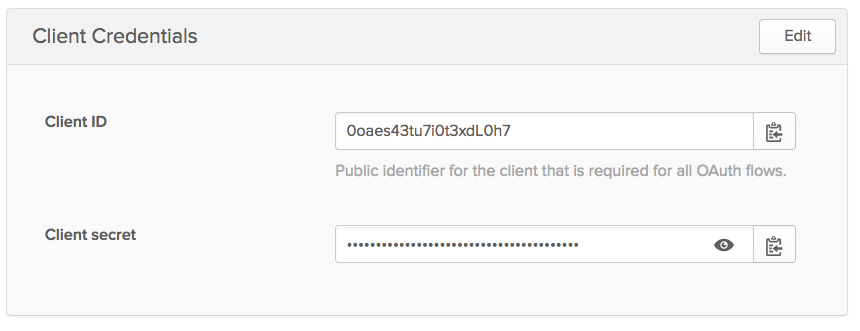 Client Credentials
Edit
Client ID
0oaes43tu7i0t3xdL0h7
Public identifier for the client that is required for all OAuth flows.
Client secret
••••••••••••••••••••••••••••••••••••••••